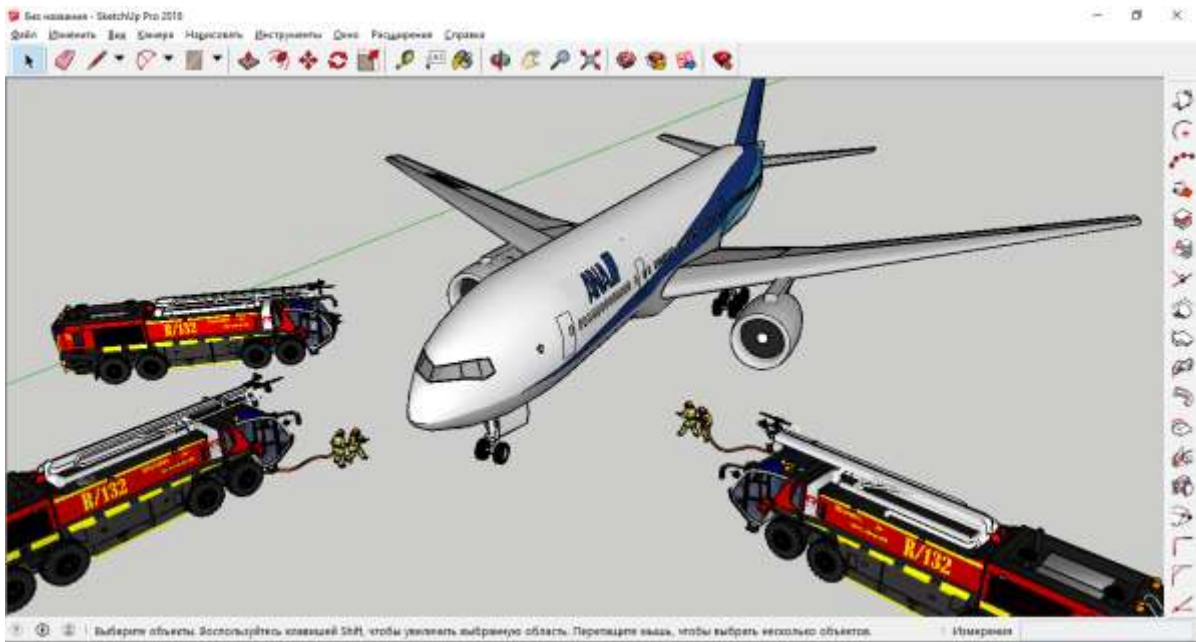 Без названия - SketchUp Pro 2018
Файл Изменить Вид Камера Нарисовать Инструменты Окно Расширения Справка
ANA
R/132
R/132
R/132
Выберите объекты. Воспользуйтесь клавишей Shift, чтобы увеличить выбранную область. Перетащите мышь, чтобы выбрать несколько объектов.
Измерения